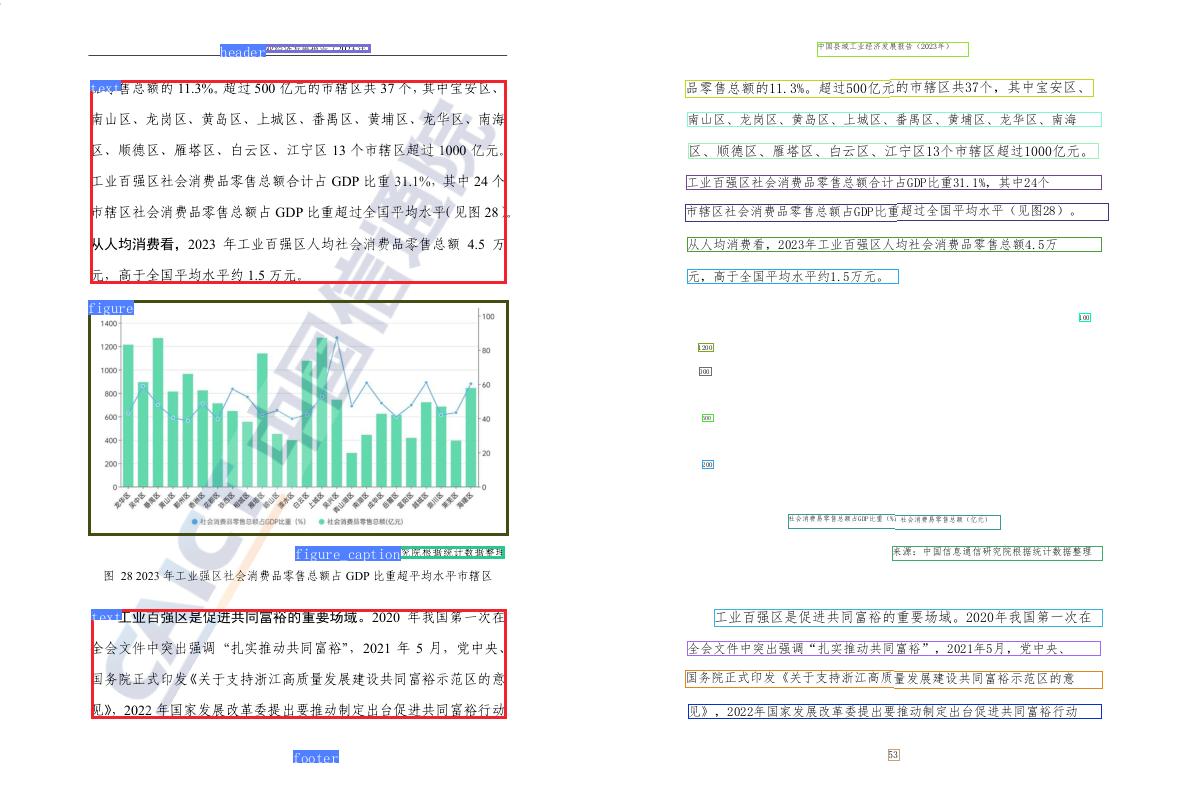 header
text
零售总额的 11.3%。超过 500 亿元的市辖区共 37 个，其中宝安区、
南山区、龙岗区、黄岛区、上城区、番禺区、黄埔区、龙华区、南海
区、顺德区、雁塔区、白云区、江宁区 13 个市辖区超过 1000 亿元。
工业百强区社会消费品零售总额合计占 GDP 比重 31.1%，其中 24 个
市辖区社会消费品零售总额占 GDP 比重超过全国平均水平（见图 28）。
从人均消费看，2023 年工业百强区人均社会消费品零售总额 4.5 万
元，高于全国平均水平约 1.5 万元。
figure
1400
1200
1000
800
600
400
200
0
100
80
60
40
20
0
社会消费品零售总额占GDP比重（%） 社会消费品零售总额(亿元)
figure_caption 究院根据统计数据整理
图 28 2023 年工业强区社会消费品零售总额占 GDP 比重超平均水平市辖区
text 工业百强区是促进共同富裕的重要场域。2020 年我国第一次在
全会文件中突出强调“扎实推动共同富裕”，2021 年 5 月，党中央、
国务院正式印发《关于支持浙江高质量发展建设共同富裕示范区的意
见》，2022 年国家发展改革委提出要推动制定出台促进共同富裕行动
footer
CAICT 中国信通院
中国县域工业经济发展报告（2023年）
品零售总额的11.3%。超过500亿元的市辖区共37个，其中宝安区、
南山区、龙岗区、黄岛区、上城区、番禺区、黄埔区、龙华区、南海
区、顺德区、雁塔区、白云区、江宁区13个市辖区超过1000亿元。
工业百强区社会消费品零售总额合计占GDP比重31.1%，其中24个
市辖区社会消费品零售总额占GDP比重超过全国平均水平（见图28）。
从人均消费看，2023年工业百强区人均社会消费品零售总额4.5万
元，高于全国平均水平约1.5万元。
100
1200
500
200
社会消费易零售总额占GDP比重（%） 社会消费易零售总额（亿元）
来源：中国信息通信研究院根据统计数据整理
工业百强区是促进共同富裕的重要场域。2020年我国第一次在
全会文件中突出强调“扎实推动共同富裕”，2021年5月，党中央、
国务院正式印发《关于支持浙江高质量发展建设共同富裕示范区的意
见》，2022年国家发展改革委提出要推动制定出台促进共同富裕行动
53